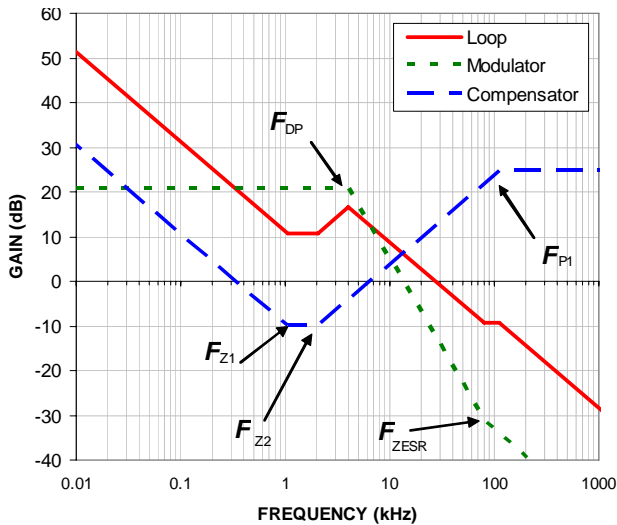 60
50
40
30
20
10
0
-10
-20
-30
-40
GAIN (dB)
Loop
Modulator
Compensator
FDP
FP1
FZ1
FZ2
FZESR
0.01 0.1 1 10 100 1000
FREQUENCY (kHz)